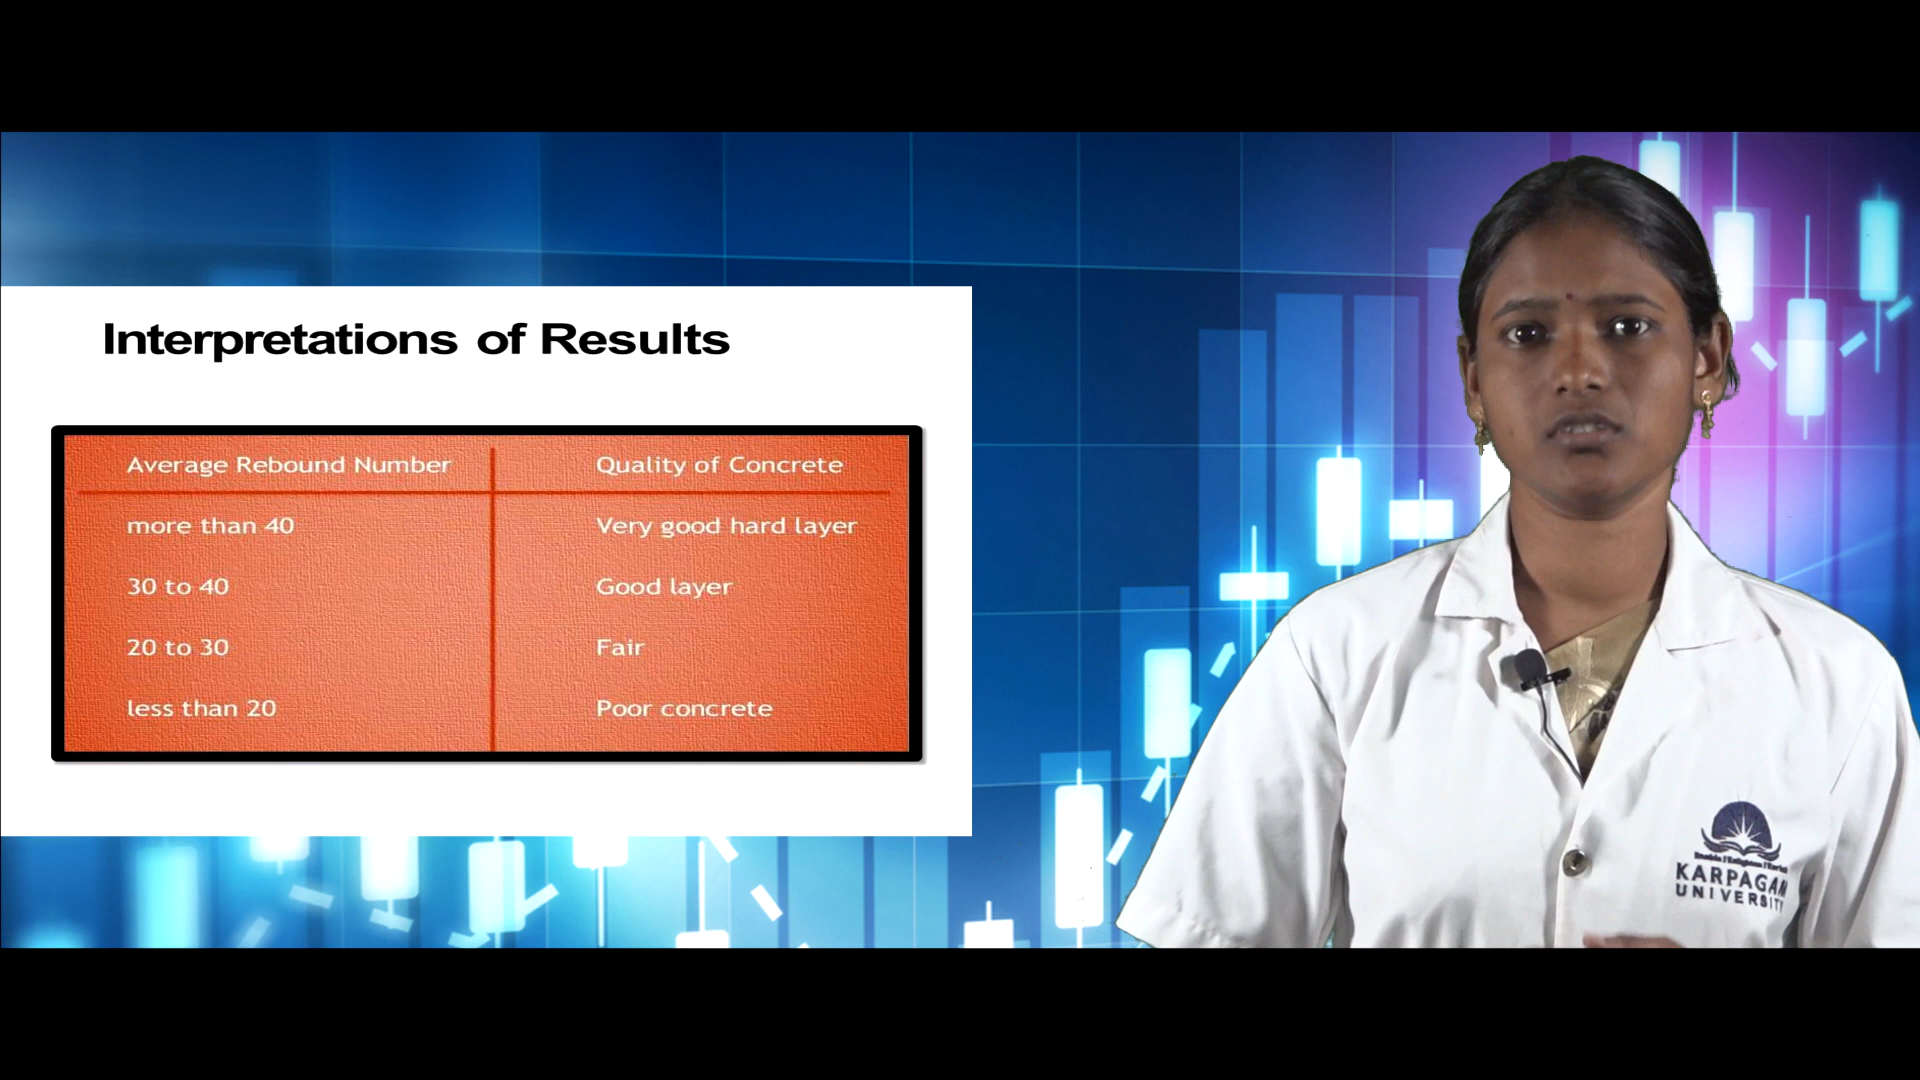 Interpretations of Results
Average Rebound Number Quality of Concrete
more than 40 Very good hard layer
30 to 40 Good layer
20 to 30 Fair
less than 20 Poor concrete
KARPAGAM
UNIVERSITY